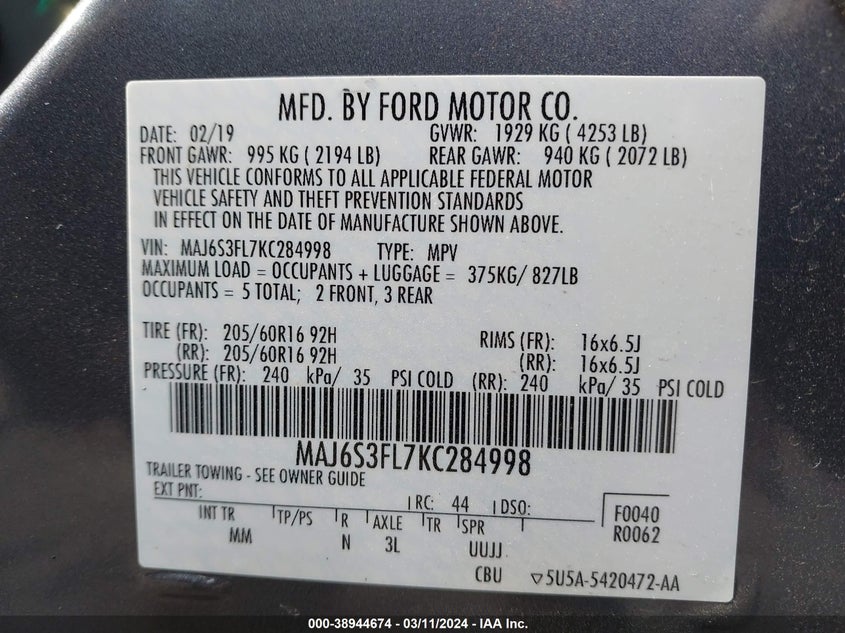 MFD. BY FORD MOTOR CO.
DATE: 02/19 GVWR: 1929 KG ( 4253 LB)
FRONT GAWR: 995 KG ( 2194 LB) REAR GAWR: 940 KG ( 2072 LB)
THIS VEHICLE CONFORMS TO ALL APPLICABLE FEDERAL MOTOR
VEHICLE SAFETY AND THEFT PREVENTION STANDARDS
IN EFFECT ON THE DATE OF MANUFACTURE SHOWN ABOVE.
VIN: MAJ6S3FL7KC284998 TYPE: MPV
MAXIMUM LOAD = OCCUPANTS + LUGGAGE = 375KG/ 827LB
OCCUPANTS = 5 TOTAL; 2 FRONT, 3 REAR
TIRE (FR): 205/60R16 92H RIMS (FR): 16x6.5J
(RR): 205/60R16 92H (RR): 16x6.5J
PRESSURE (FR): 240 kPa/ 35 PSI COLD (RR): 240 kPa/ 35 PSI COLD
MAJ6S3FL7KC284998
TRAILER TOWING - SEE OWNER GUIDE
EXT PNT: RC: 44 DSO: F0040
INT TR TP/PS R AXLE TR SPR R0062
MM N 3L UUJJ
CBU ▽5U5A-5420472-AA
000-38944674 - 03/11/2024 - IAA Inc.